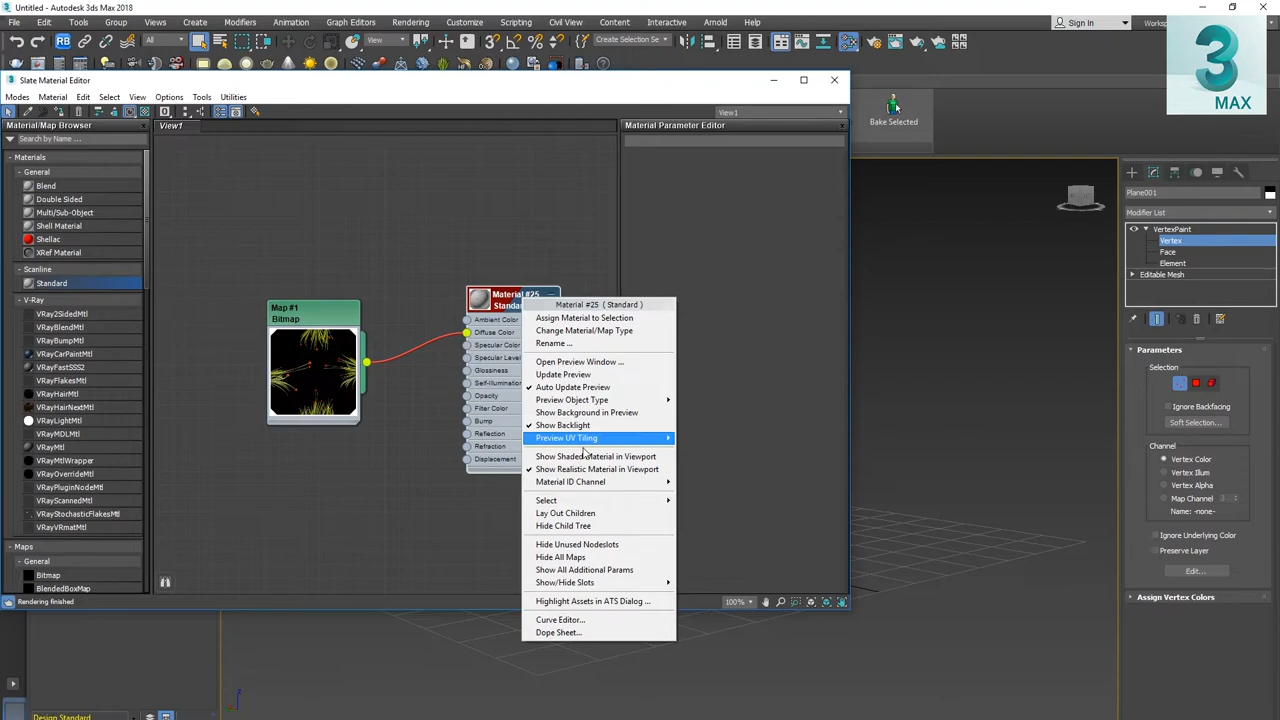 Untitled - Autodesk 3ds Max 2018
File Edit Tools Group Views Create Modifiers Animation Graph Editors Rendering Customize Scripting Civil View Content Interactive Arnold Help
Sign In
RB All View Create Selection Se
3 MAX
Slate Material Editor
Modes Material Edit Select View Options Tools Utilities
View1
Material/Map Browser
View1
Material Parameter Editor
Search by Name ...
Materials
General
Blend
Double Sided
Multi/Sub-Object
Shell Material
Shellac
XRef Material
Scanline
Standard
V-Ray
VRay2SidedMtl
VRayBlendMtl
VRayBumpMtl
VRayCarPaintMtl
VRayFastSSS2
VRayFlakesMtl
VRayHairMtl
VRayHairNextMtl
VRayLightMtl
VRayMDLMtl
VRayMtl
VRayMtlWrapper
VRayOverrideMtl
VRayPluginNodeMtl
VRayScannedMtl
VRayStochasticFlakesMtl
VRayVRmatMtl
Maps
General
Bitmap
BlendedBoxMap
Rendering finished
100%
Map #1
Bitmap
Material #25
Standar
Ambient Color
Diffuse Color
Specular Color
Specular Level
Glossiness
Self-Illumination
Opacity
Filter Color
Bump
Reflection
Refraction
Displacement
Material #25 ( Standard )
Assign Material to Selection
Change Material/Map Type
Rename ...
Open Preview Window ...
Update Preview
Auto Update Preview
Preview Object Type
Show Background in Preview
Show Backlight
Preview UV Tiling
Show Shaded Material in Viewport
Show Realistic Material in Viewport
Material ID Channel
Select
Lay Out Children
Hide Child Tree
Hide Unused Nodeslots
Hide All Maps
Show All Additional Params
Show/Hide Slots
Highlight Assets in ATS Dialog ...
Curve Editor...
Dope Sheet...
Bake Selected
Plane001
Modifier List
VertexPaint
Vertex
Face
Element
Editable Mesh
Parameters
Selection
Ignore Backfacing
Soft Selection...
Channel
Vertex Color
Vertex Illum
Vertex Alpha
Map Channel 3
Name: -none-
Ignore Underlying Color
Preserve Layer
Edit...
Assign Vertex Colors
z
Design Standard